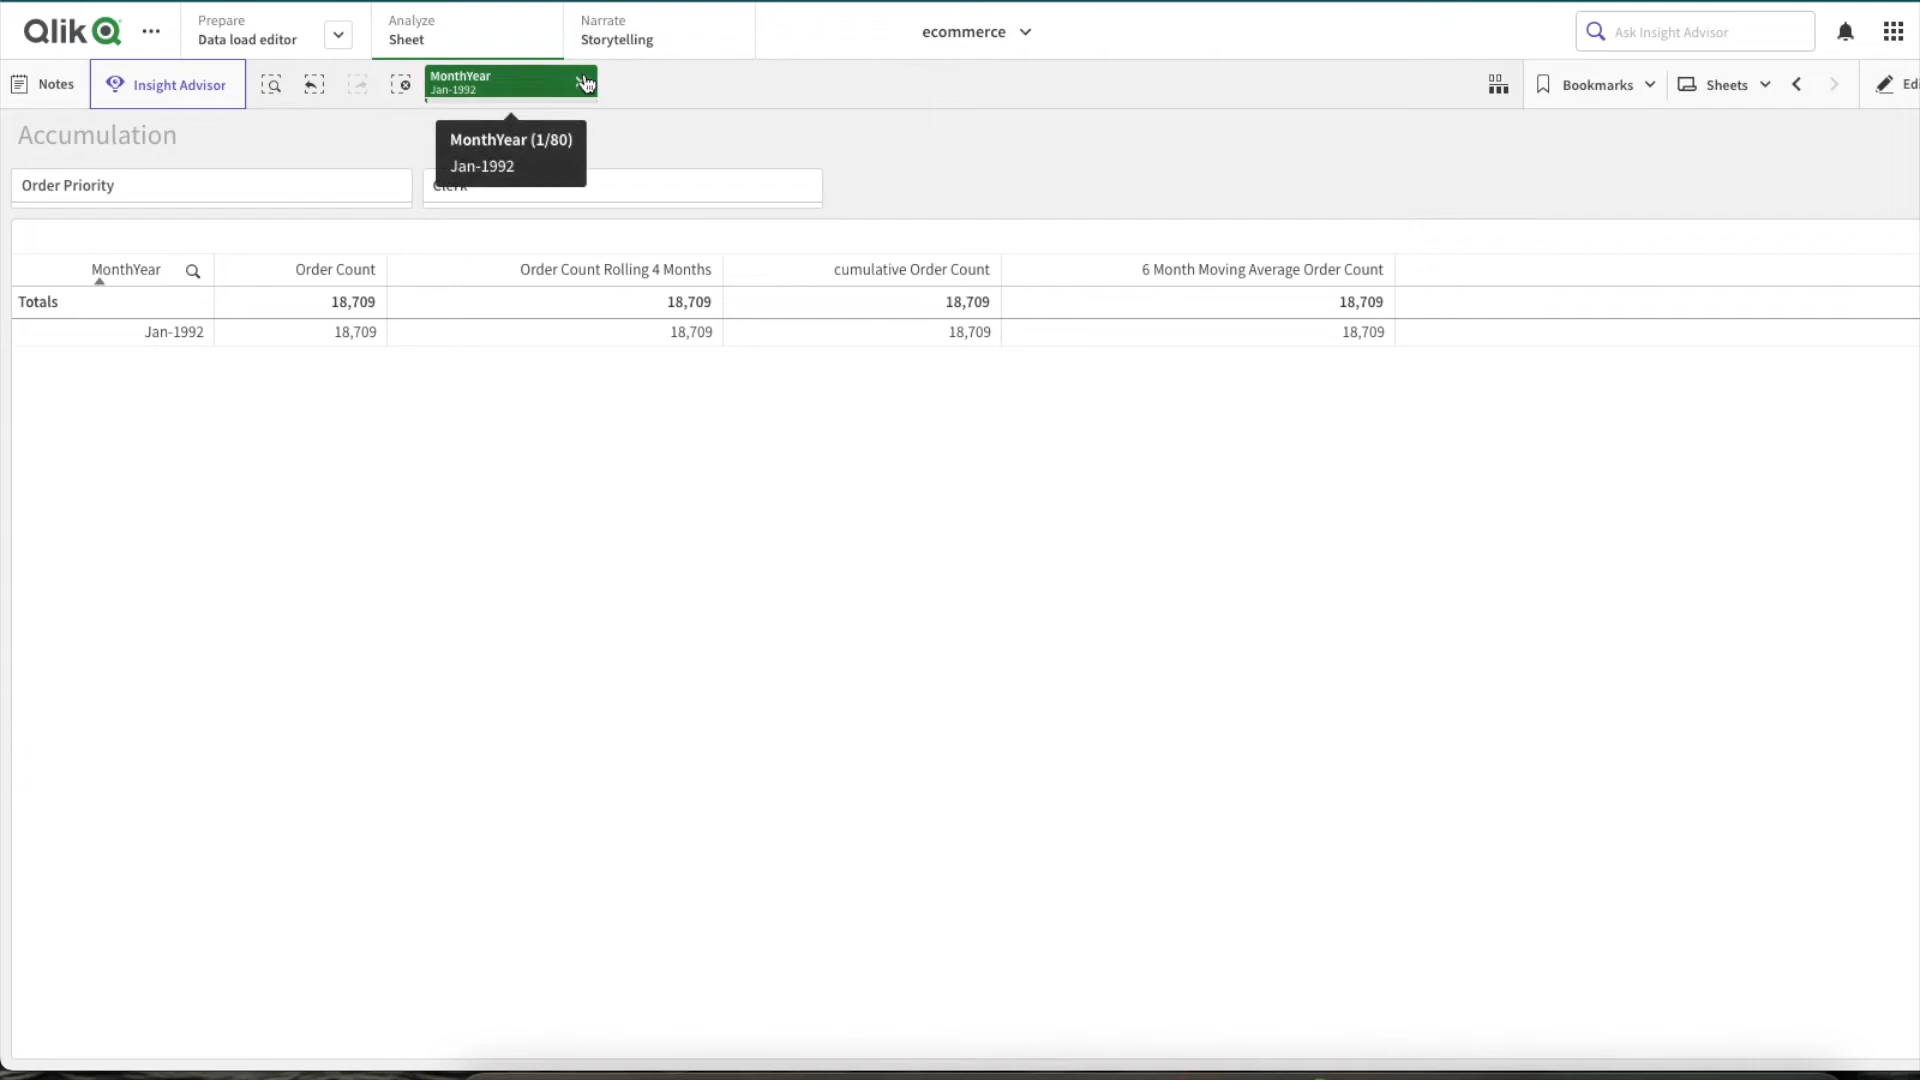 Qlik
Prepare
Data load editor
Analyze
Sheet
Narrate
Storytelling
ecommerce
Ask Insight Advisor
Notes
Insight Advisor
MonthYear
Jan-1992
Bookmarks
Sheets
Edi
Accumulation
MonthYear (1/80)
Jan-1992
Order Priority
Clerk
MonthYear Order Count Order Count Rolling 4 Months cumulative Order Count 6 Month Moving Average Order Count
Totals 18,709 18,709 18,709 18,709
Jan-1992 18,709 18,709 18,709 18,709